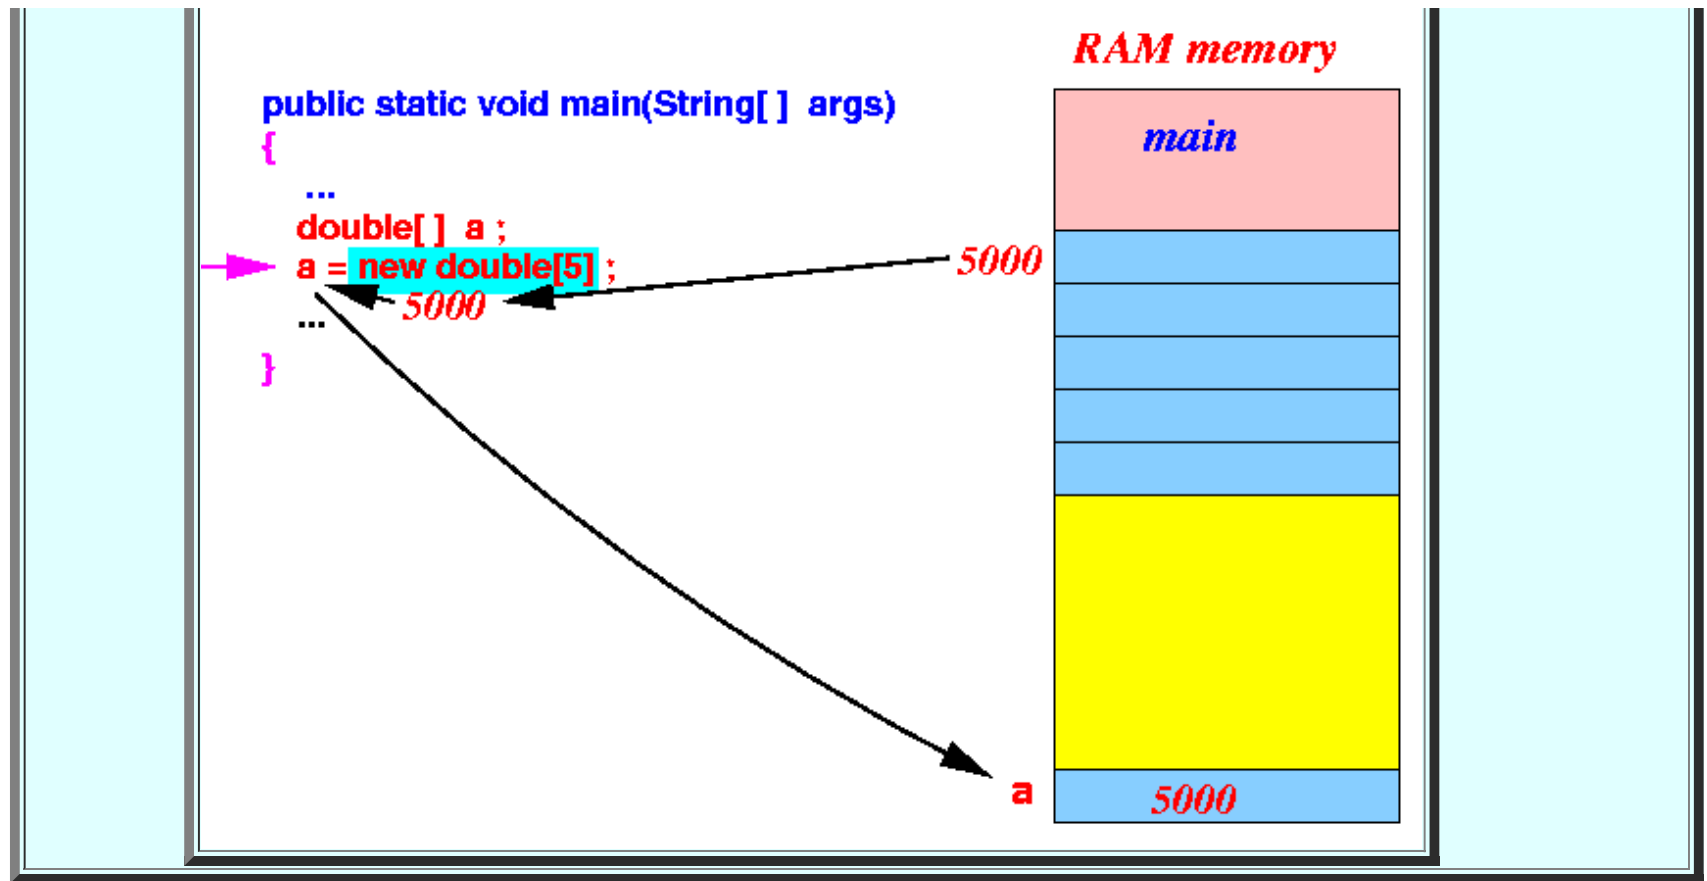 RAM memory
public static void main(String[ ] args)
{
main
...
double[ ] a ;
a = new double[5] ;
5000
5000
...
}
a
5000